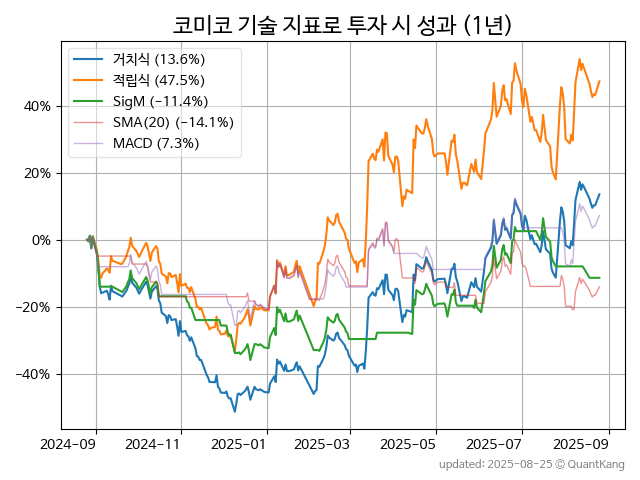 코미코 기술 지표로 투자 시 성과 (1년)
거치식 (13.6%)
적립식 (47.5%)
SigM (−11.4%)
SMA(20) (−14.1%)
MACD (7.3%)
40%
20%
0%
−20%
−40%
2024-09 2024-11 2025-01 2025-03 2025-05 2025-07 2025-09
updated: 2025-08-25 © QuantKang